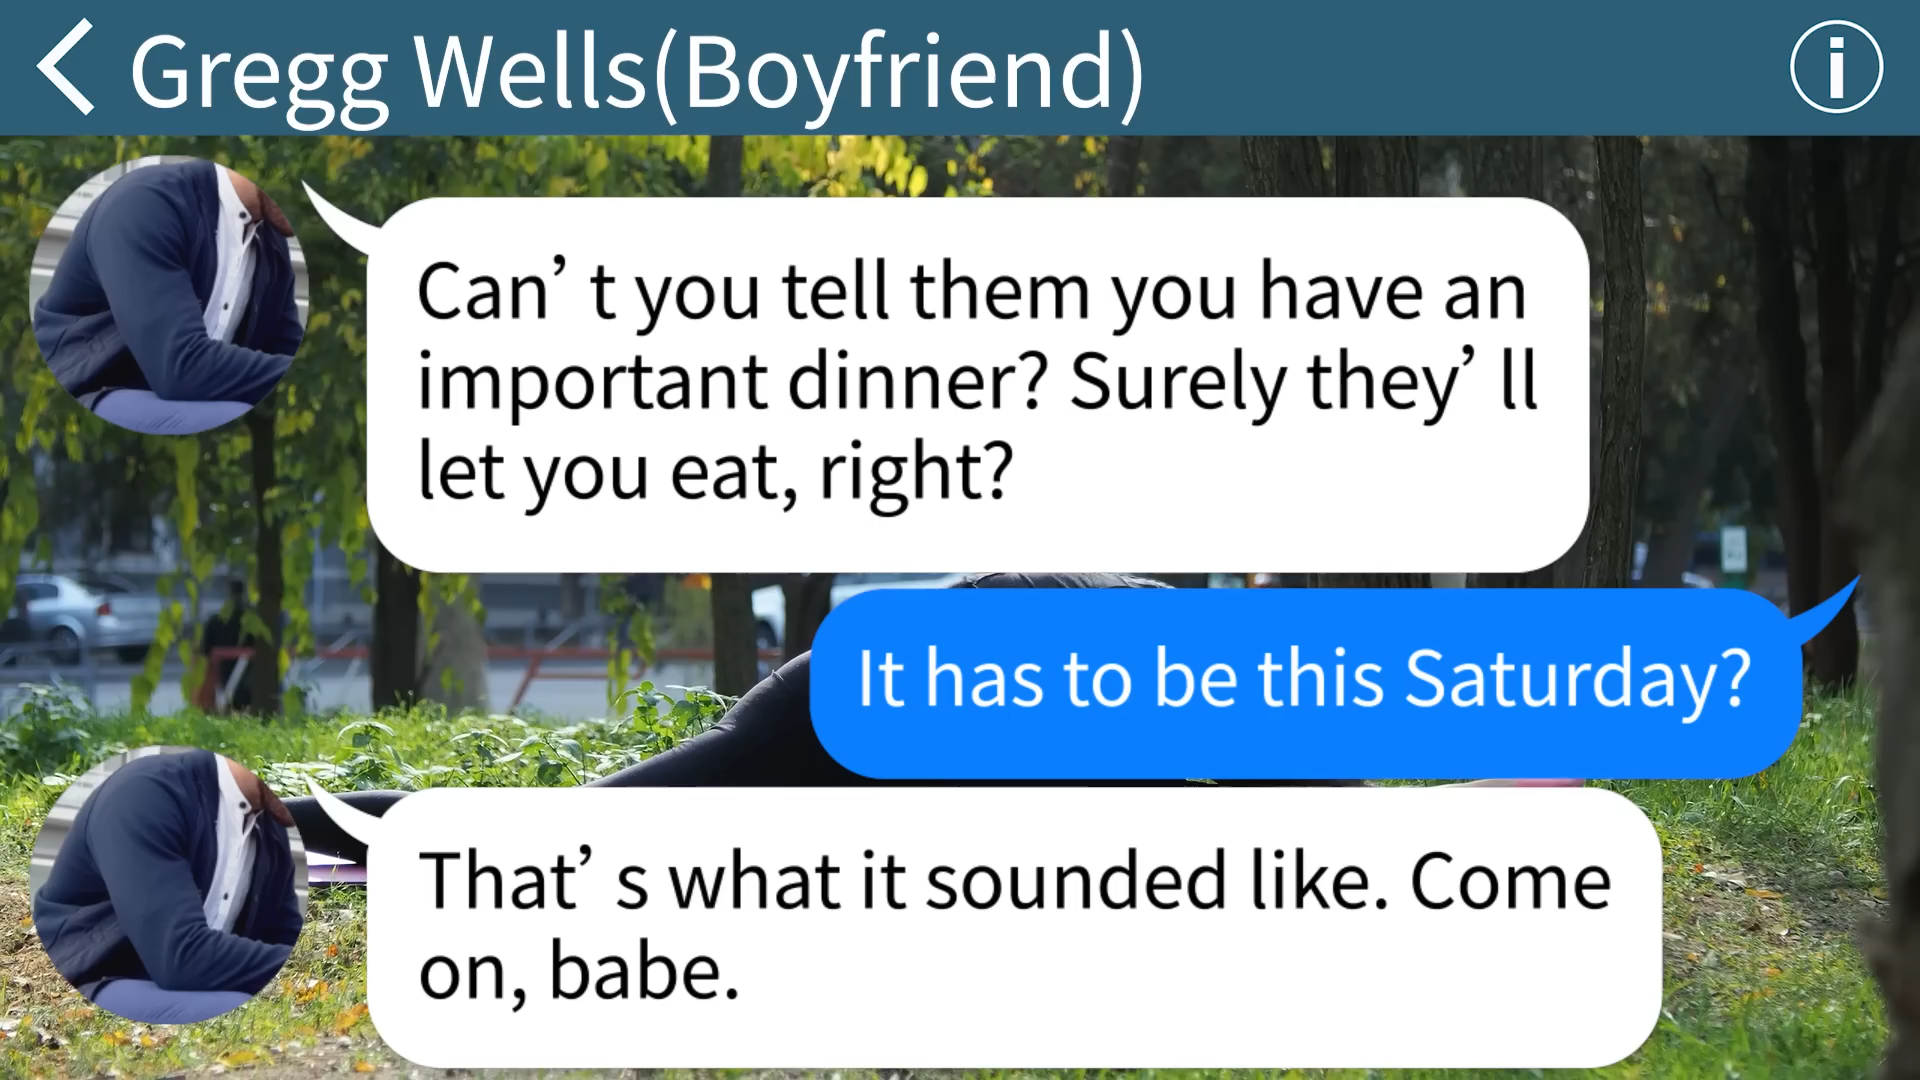 Gregg Wells(Boyfriend)
Can’t you tell them you have an
important dinner? Surely they’ll
let you eat, right?
It has to be this Saturday?
That’s what it sounded like. Come
on, babe.